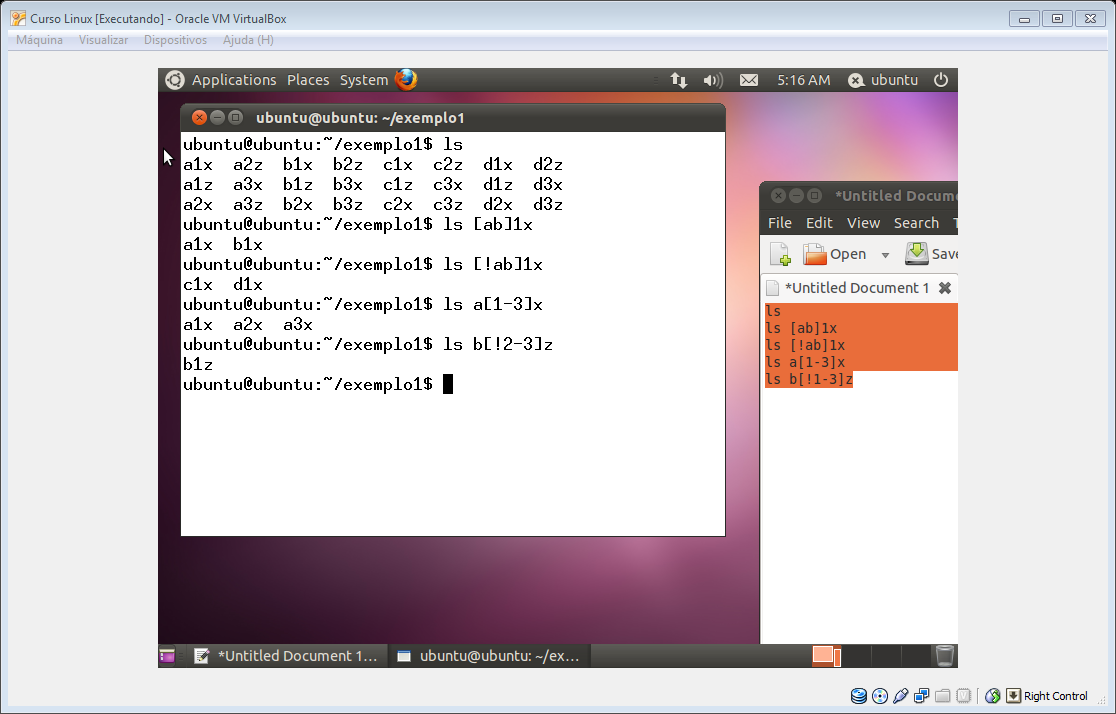 Curso Linux [Executando] - Oracle VM VirtualBox
Máquina Visualizar Dispositivos Ajuda (H)
Applications Places System 5:16 AM ubuntu
ubuntu@ubuntu: ~/exemplo1
ubuntu@ubuntu:~/exemplo1$ ls
a1x a2z b1x b2z c1x c2z d1x d2z
a1z a3x b1z b3x c1z c3x d1z d3x
a2x a3z b2x b3z c2x c3z d2x d3z
ubuntu@ubuntu:~/exemplo1$ ls [ab]1x
a1x b1x
ubuntu@ubuntu:~/exemplo1$ ls [!ab]1x
c1x d1x
ubuntu@ubuntu:~/exemplo1$ ls a[1-3]x
a1x a2x a3x
ubuntu@ubuntu:~/exemplo1$ ls b[!2-3]z
b1z
ubuntu@ubuntu:~/exemplo1$
*Untitled Docume
File Edit View Search T
Open Save
*Untitled Document 1
ls
ls [ab]1x
ls [!ab]1x
ls a[1-3]x
ls b[!1-3]z
*Untitled Document 1... ubuntu@ubuntu: ~/ex...
Right Control